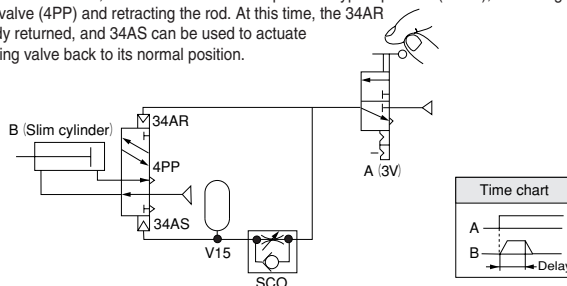 valve (4PP) and retracting the rod. At this time, the 34AR
dy returned, and 34AS can be used to actuate
ing valve back to its normal position.
34AR
B (Slim cylinder)
4PP
A (3V)
34AS
V15
SCO
Time chart
A
B
Delay